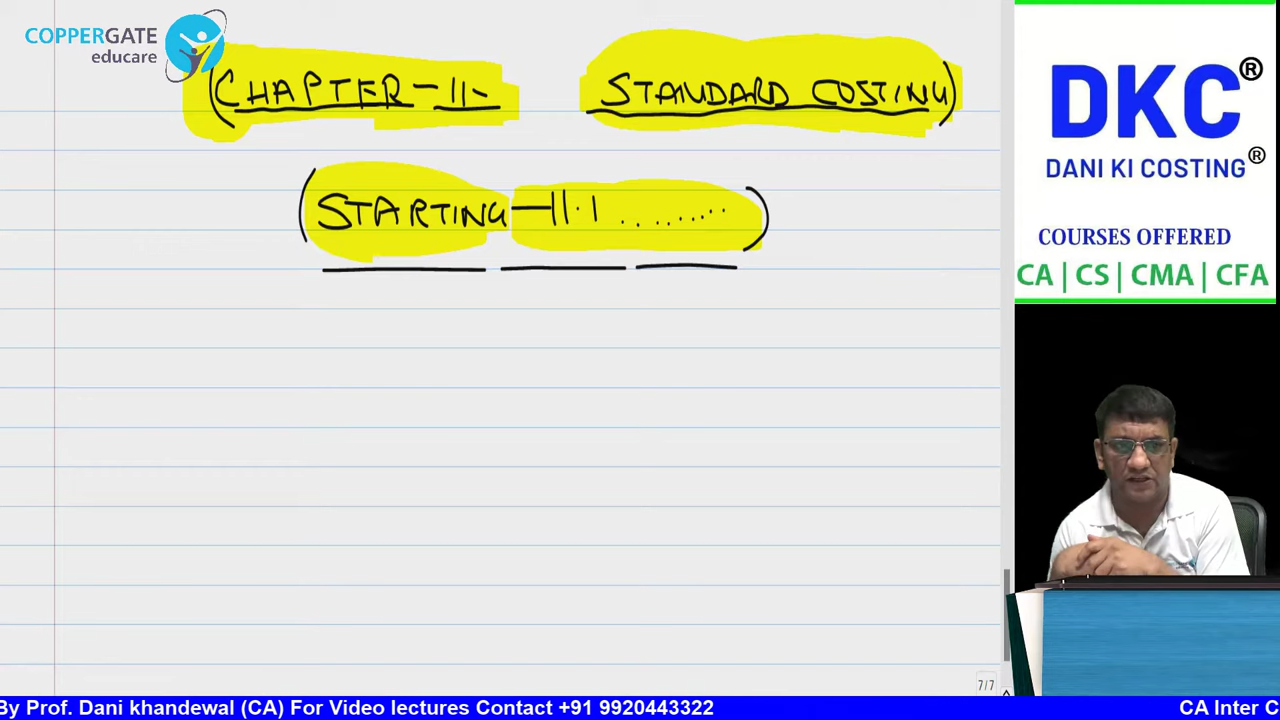 COPPERGATE
educare
(CHAPTER-11- STANDARD COSTING)
(STARTING-11.1 ........)
7/7
DKC®
DANI KI COSTING®
COURSES OFFERED
CA | CS | CMA | CFA
By Prof. Dani khandewal (CA) For Video lectures Contact +91 9920443322
CA Inter C